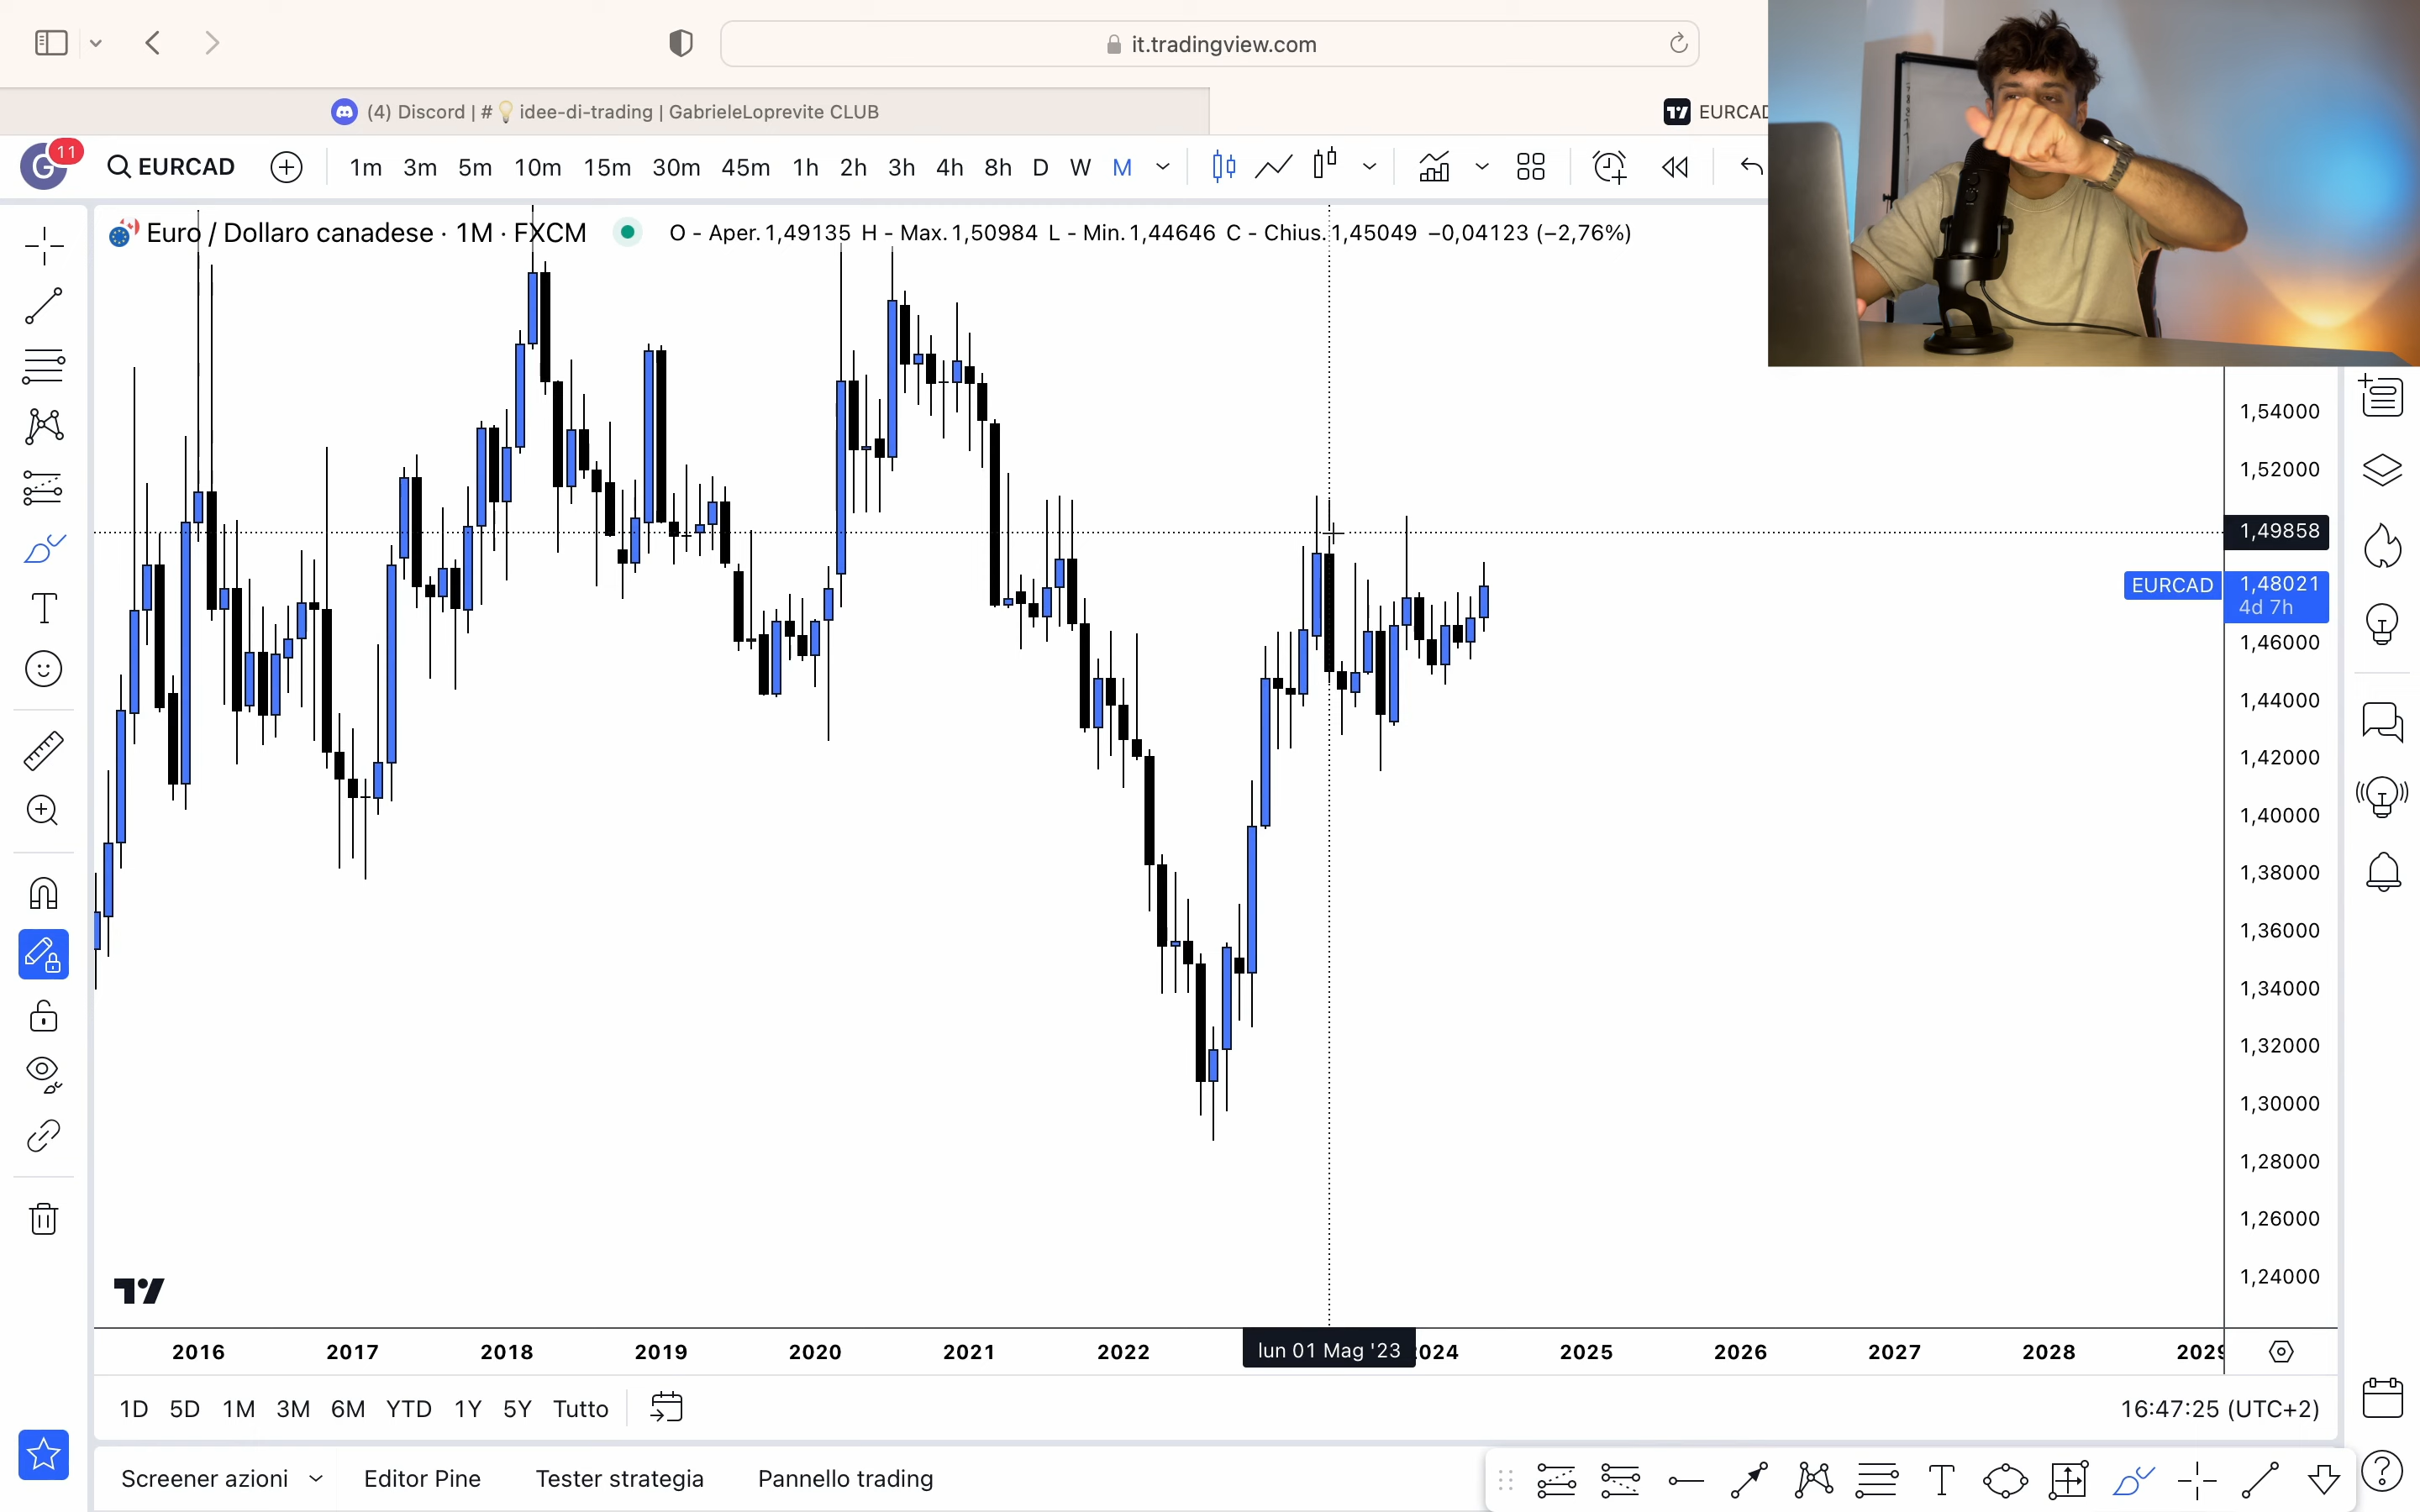 it.tradingview.com
(4) Discord | #💡idee-di-trading | GabrieleLoprevite CLUB
EURCAD
G 11
EURCAD
1m 3m 5m 10m 15m 30m 45m 1h 2h 3h 4h 8h D W M
Euro / Dollaro canadese · 1M · FXCM
O - Aper. 1,49135 H - Max. 1,50984 L - Min. 1,44646 C - Chius. 1,45049 −0,04123 (−2,76%)
1,54000
1,52000
1,49858
EURCAD 1,48021
4d 7h
1,46000
1,44000
1,42000
1,40000
1,38000
1,36000
1,34000
1,32000
1,30000
1,28000
1,26000
1,24000
2016 2017 2018 2019 2020 2021 2022 lun 01 Mag '23 024 2025 2026 2027 2028 2029
1D 5D 1M 3M 6M YTD 1Y 5Y Tutto
16:47:25 (UTC+2)
Screener azioni Editor Pine Tester strategia Pannello trading